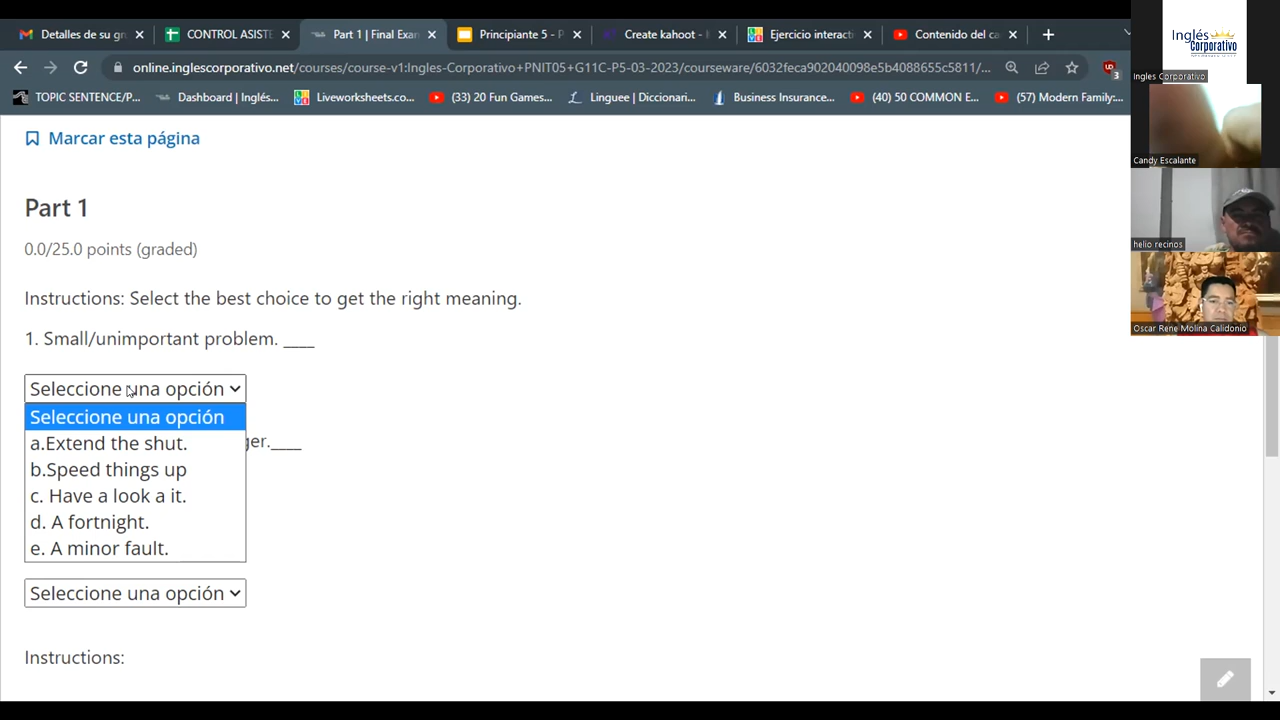 Detalles de su gr
CONTROL ASISTE
Part 1 | Final Exan
Principiante 5 - P
Create kahoot -
Ejercicio interacti
Contenido del ca
online.inglescorporativo.net/courses/course-v1:Ingles-Corporativo
IT05+G11C-P5-03-2023/courseware/
TOPIC SENTENCE/P...
Dashboard | Inglés...
Liveworksheets.co...
(33) 20 Fun Games...
Linguee | Diccionari...
Business Insurance...
(40) 50 COMMON E...
(57) Modern Family:...
Inglés
Corporativo
Ingles Corporativo
Candy Escalante
helio recinos
Oscar Rene Molina Calidonio
Marcar esta página
Part 1
0.0/25.0 points (graded)
Instructions: Select the best choice to get the right meaning.
1. Small/unimportant problem. ____
Seleccione una opción
Seleccione una opción
a.Extend the shut.
ger.____
b.Speed things up
c. Have a look a it.
d. A fortnight.
e. A minor fault.
Seleccione una opción
Instructions: